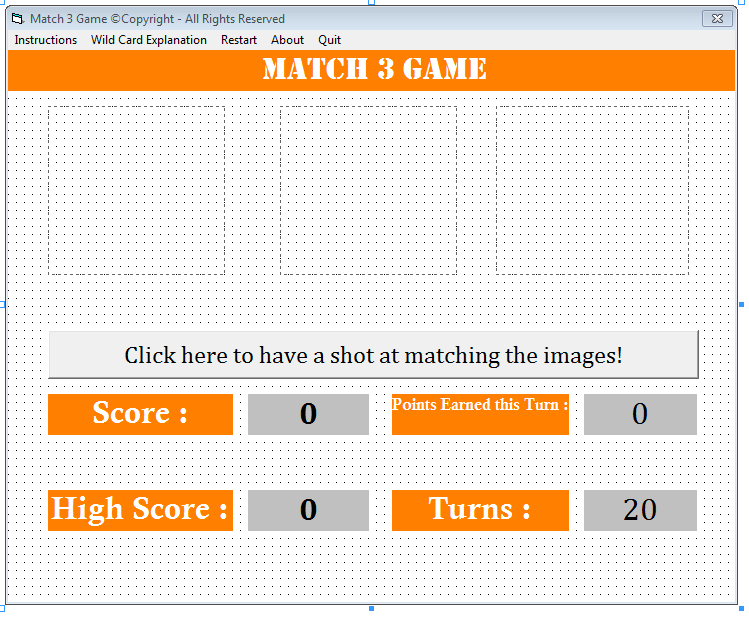 Match 3 Game ©Copyright - All Rights Reserved
Instructions Wild Card Explanation Restart About Quit
MATCH 3 GAME
Click here to have a shot at matching the images!
Score : 0 Points Earned this Turn : 0
High Score : 0 Turns : 20